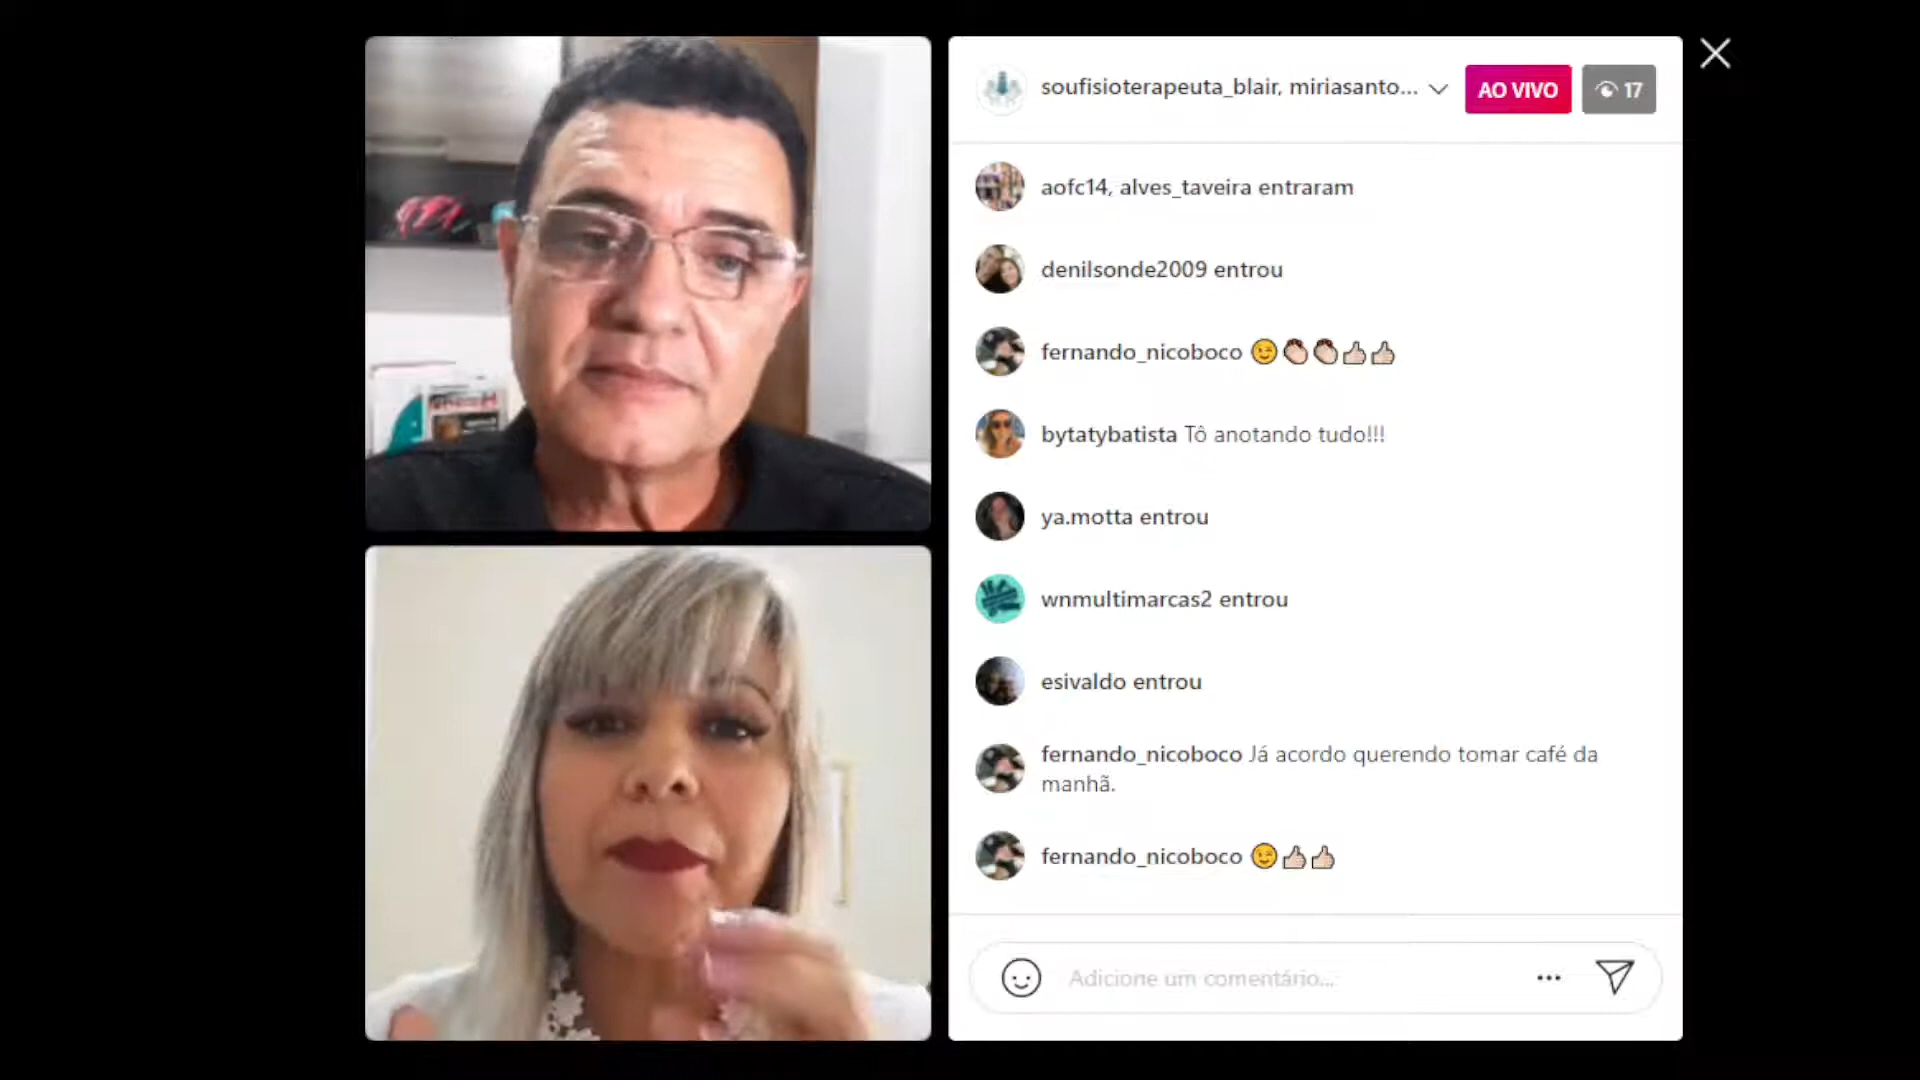 soufisioterapeuta_blair, miriasanto...
AO VIVO
17
aofc14, alves_taveira entraram
denilsonde2009 entrou
fernando_nicoboco 😉👏🏻👏🏻👍🏻👍🏻
bytatybatista Tô anotando tudo!!!
ya.motta entrou
wnmultimarcas2 entrou
esivaldo entrou
fernando_nicoboco Já acordo querendo tomar café da
manhã.
fernando_nicoboco 😉👍🏻👍🏻
Adicione um comentário...